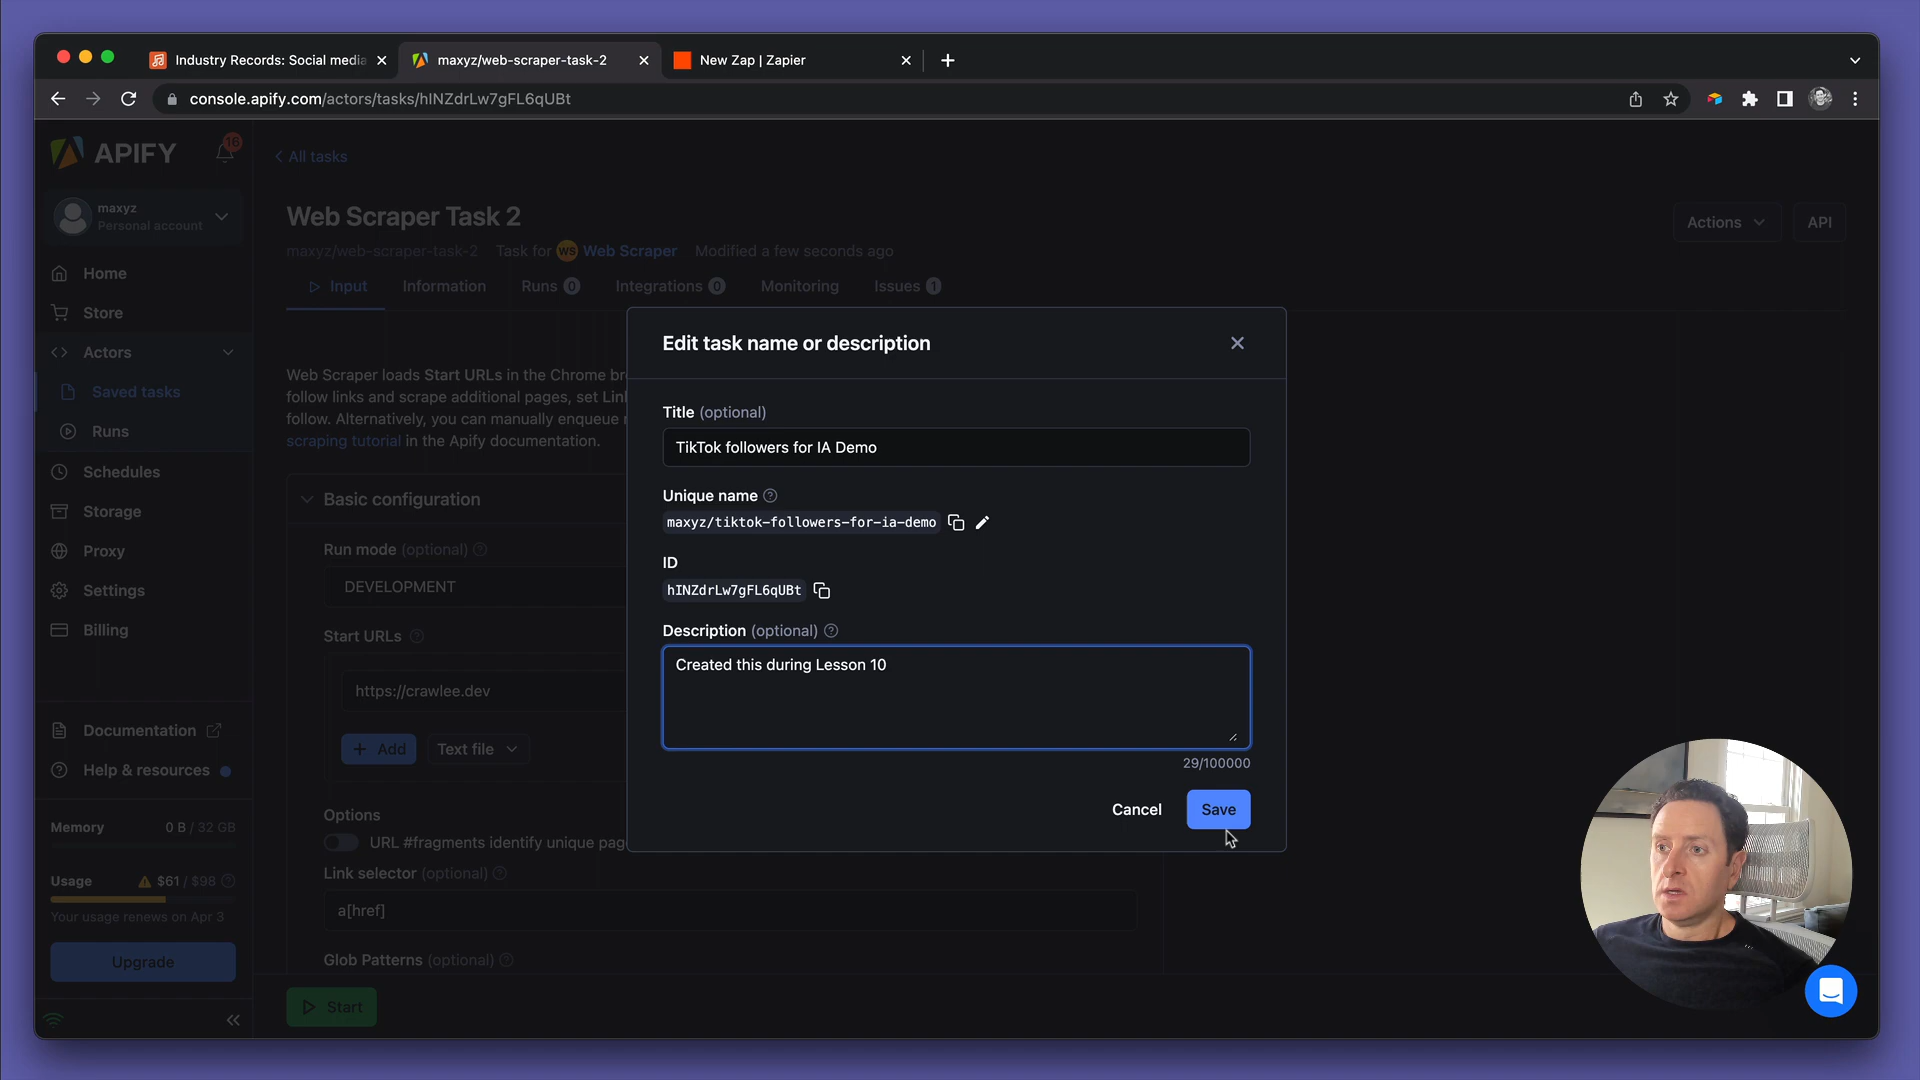 Industry Records: Social media
maxyz/web-scraper-task-2
New Zap | Zapier
console.apify.com/actors/tasks/hINZdrLw7gFL6qUBt
APIFY
16
maxyz
Personal account
Home
Store
Actors
Saved tasks
Runs
Schedules
Storage
Proxy
Settings
Billing
Documentation
Help & resources
Memory 0 B / 32 GB
Usage $61 / $98
Your usage renews on Apr 3
Upgrade
All tasks
Web Scraper Task 2
maxyz/web-scraper-task-2 Task for WS Web Scraper Modified a few seconds ago
Actions
API
Input Information Runs 0 Integrations 0 Monitoring Issues 1
Web Scraper loads Start URLs in the Chrome br
follow links and scrape additional pages, set Lin
follow. Alternatively, you can manually enqueue
scraping tutorial in the Apify documentation.
Basic configuration
Run mode (optional)
DEVELOPMENT
Start URLs
https://crawlee.dev
Add Text file
Options
URL #fragments identify unique pag
Link selector (optional)
a[href]
Glob Patterns (optional)
Start
Edit task name or description
Title (optional)
TikTok followers for IA Demo
Unique name
maxyz/tiktok-followers-for-ia-demo
ID
hINZdrLw7gFL6qUBt
Description (optional)
Created this during Lesson 10
29/100000
Cancel Save